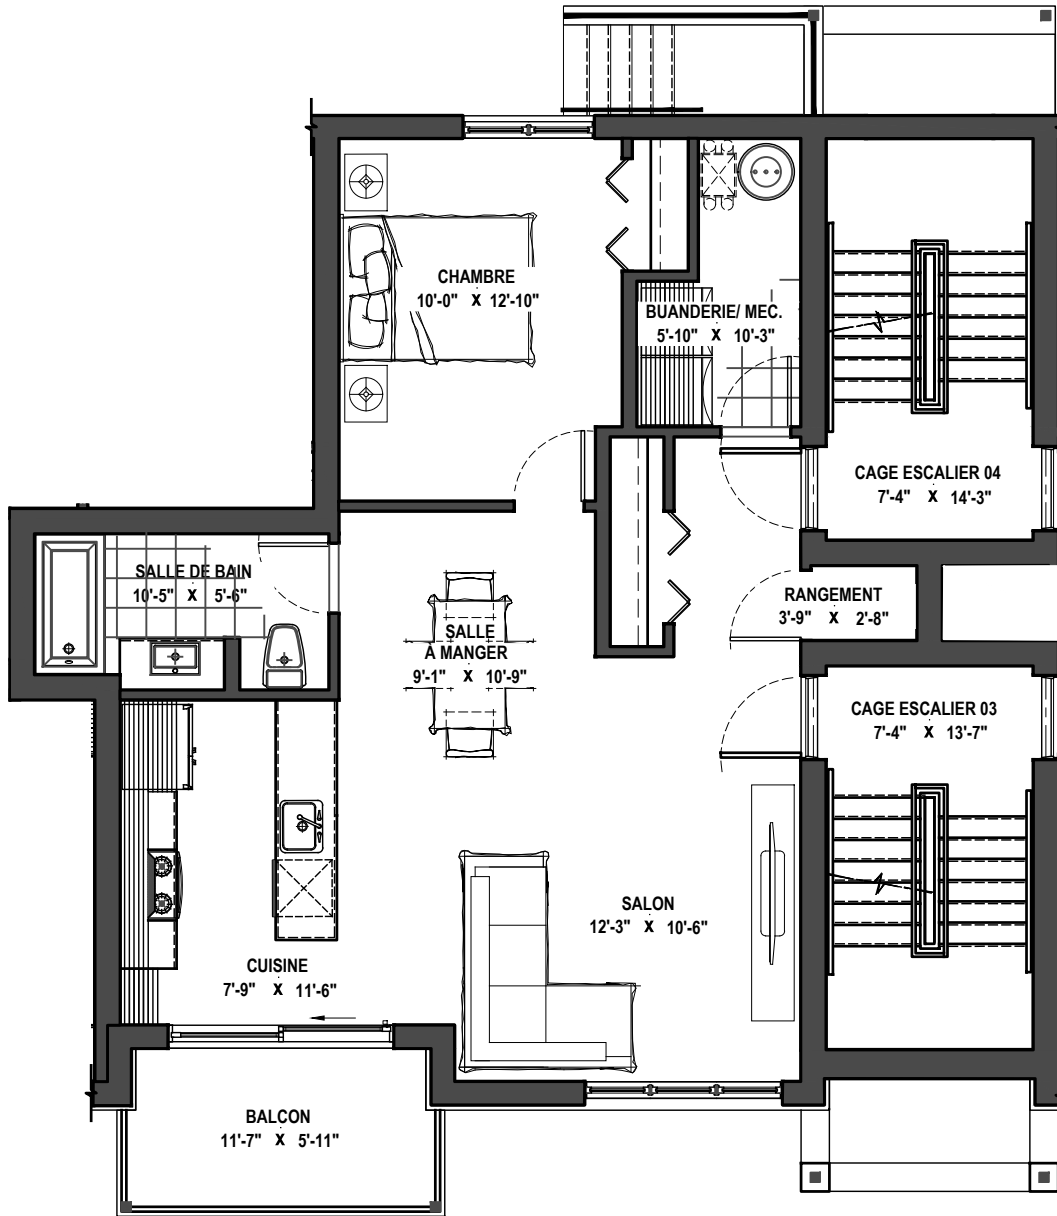 CHAMBRE
10'-0" X 12'-10"
BUANDERIE/ MEC.
5'-10" X 10'-3"
CAGE ESCALIER 04
7'-4" X 14'-3"
SALLE DE BAIN
10'-5" X 5'-6"
RANGEMENT
3'-9" X 2'-8"
SALLE
À MANGER
9'-1" X 10'-9"
CAGE ESCALIER 03
7'-4" X 13'-7"
SALON
12'-3" X 10'-6"
CUISINE
7'-9" X 11'-6"
BALCON
11'-7" X 5'-11"